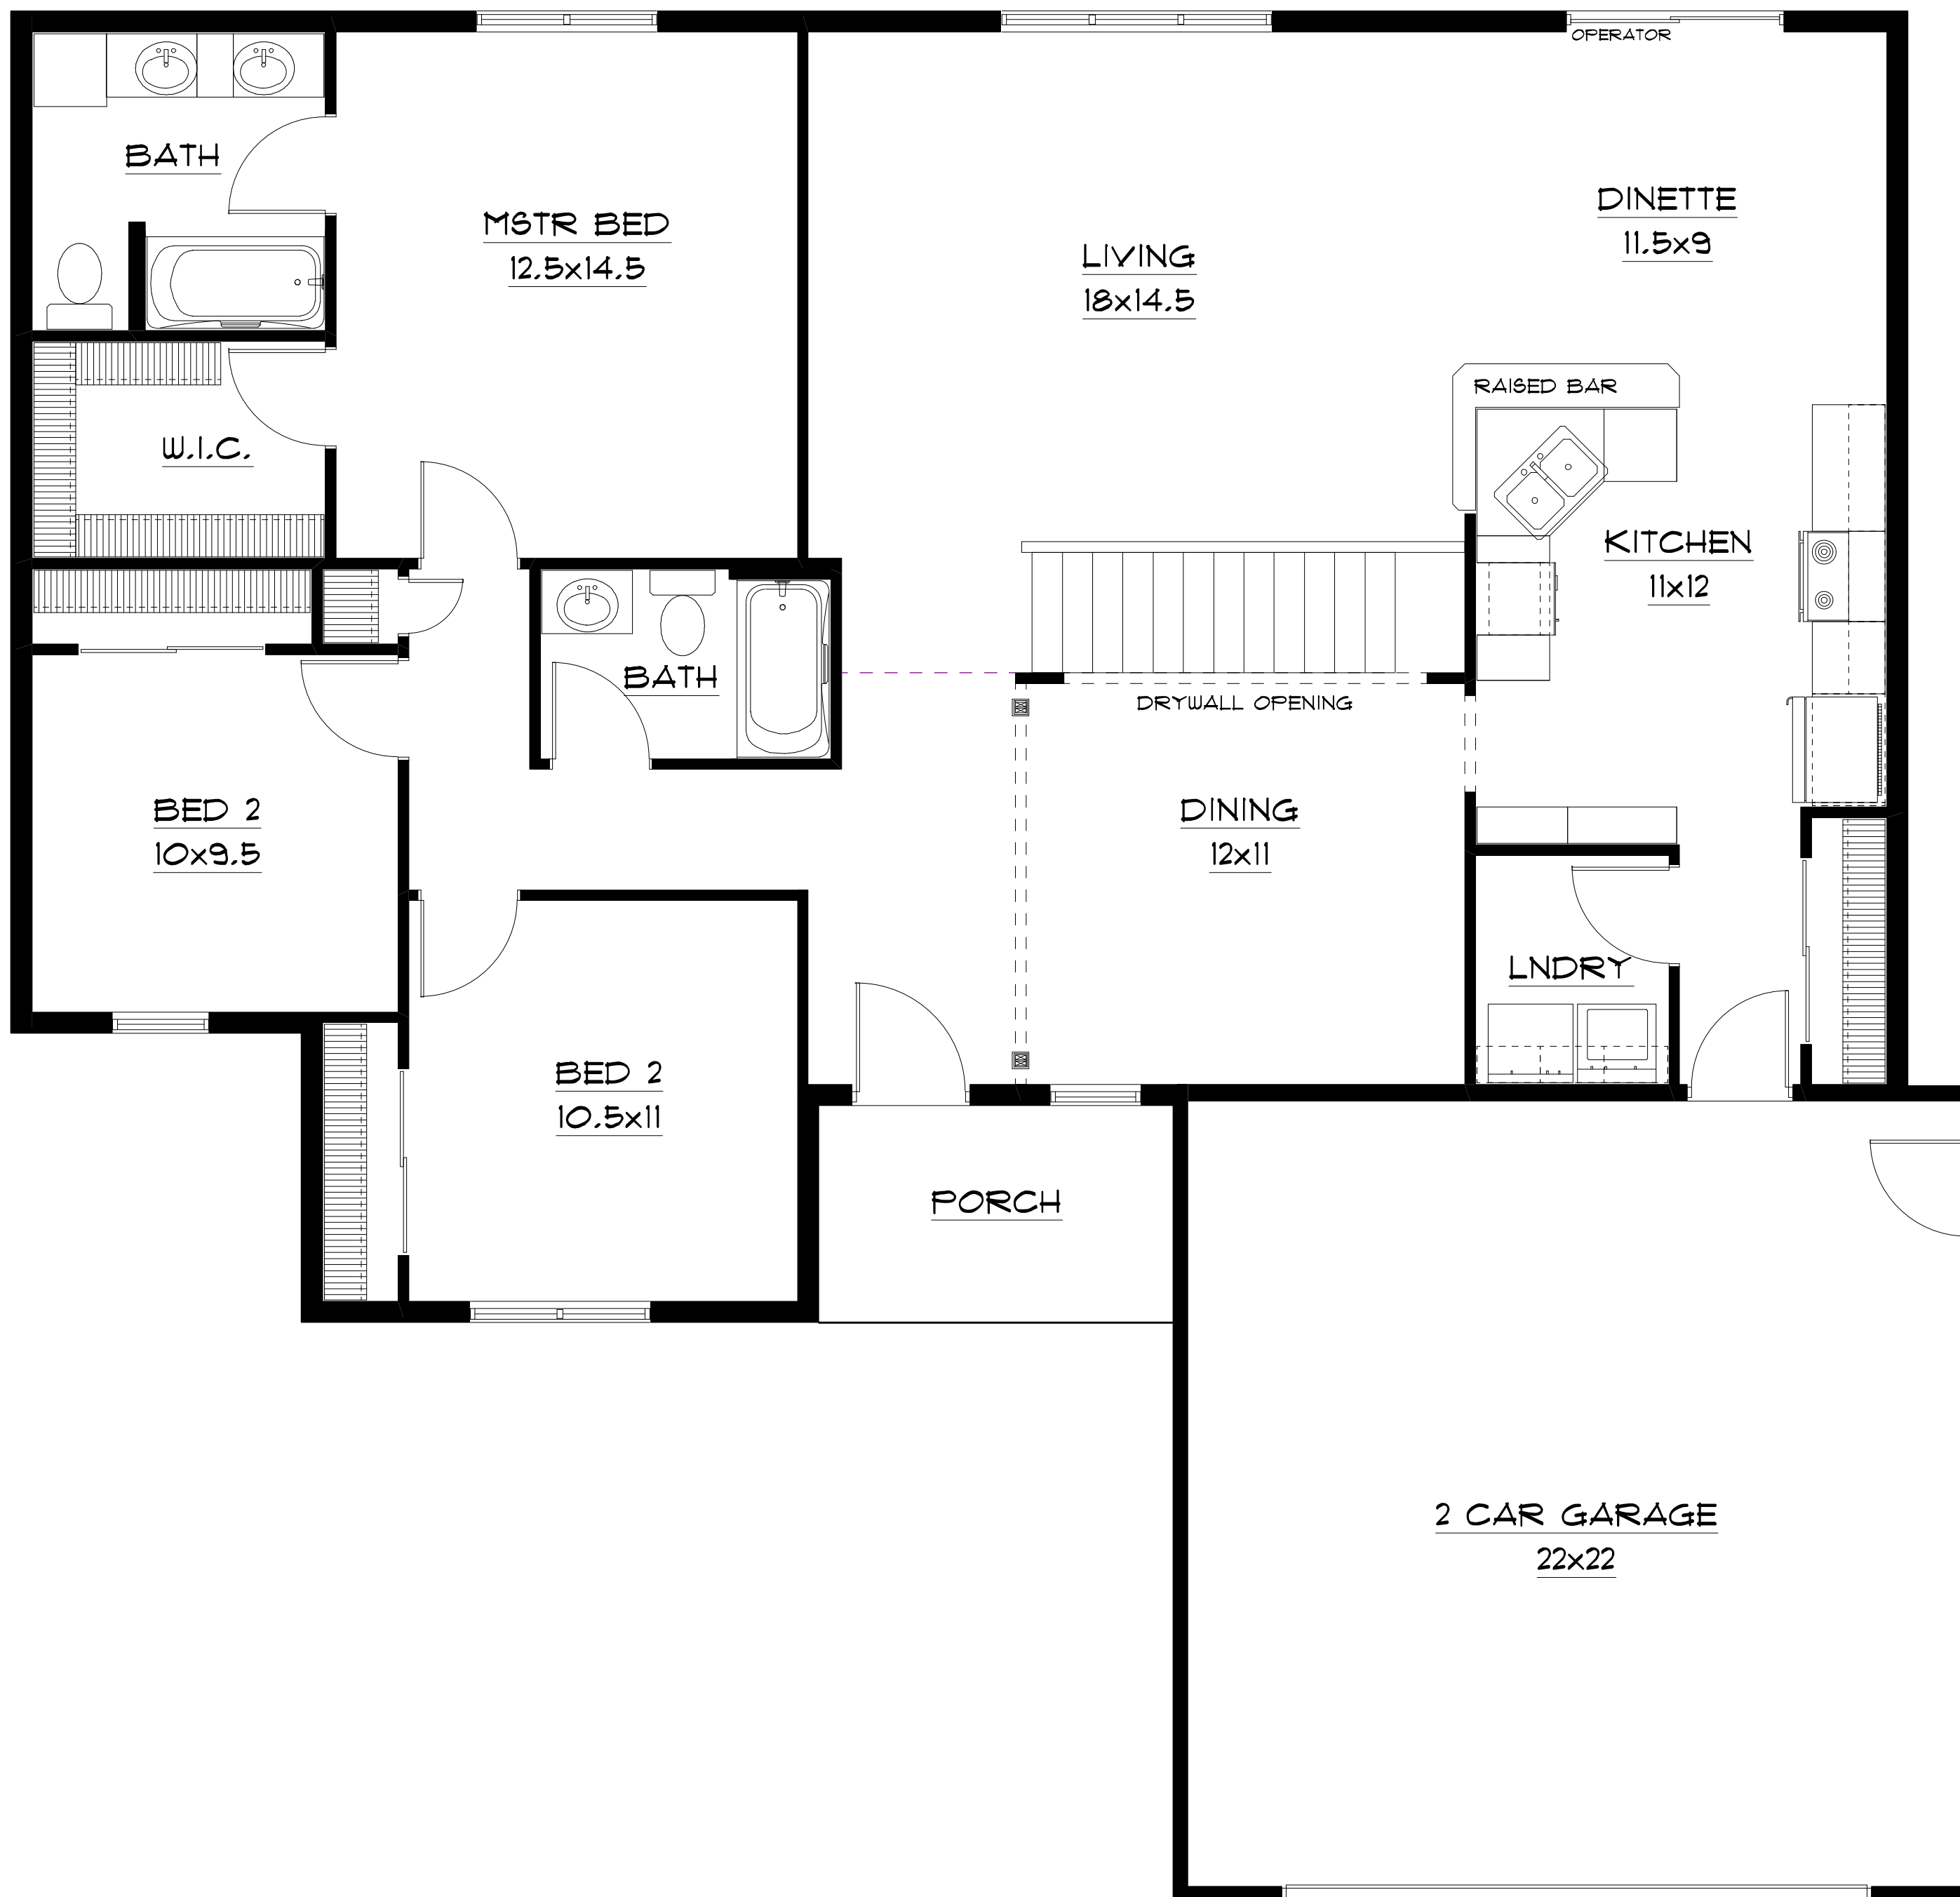 OPERATOR
BATH
MSTR BED
12.5x14.5
LIVING
18x14.5
DINETTE
11.5x9
RAISED BAR
W.I.C.
KITCHEN
11x12
BATH
DRYWALL OPENING
BED 2
10x9.5
DINING
12x11
LNDRY
BED 2
10.5x11
PORCH
2 CAR GARAGE
22x22